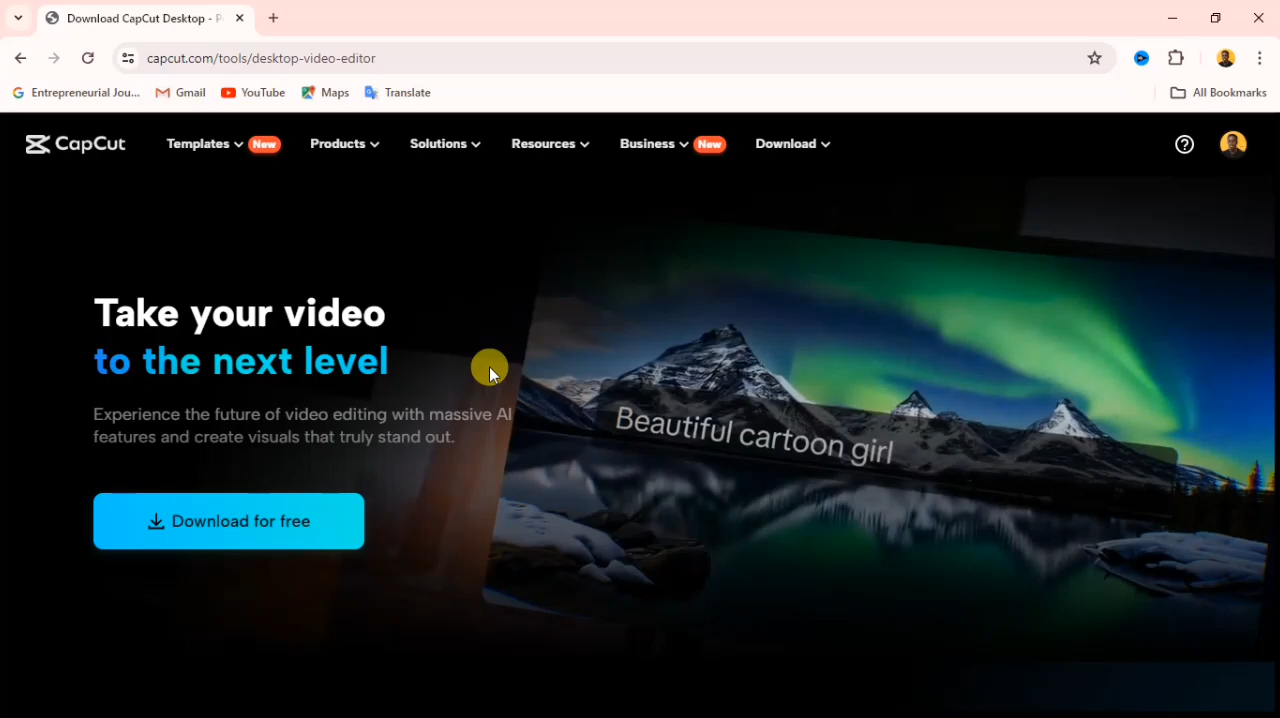 Download CapCut Desktop - P
capcut.com/tools/desktop-video-editor
Entrepreneurial Jou... Gmail YouTube Maps Translate All Bookmarks
CapCut Templates New Products Solutions Resources Business New Download
Take your video
to the next level
Experience the future of video editing with massive AI
features and create visuals that truly stand out.
Beautiful cartoon girl
Download for free